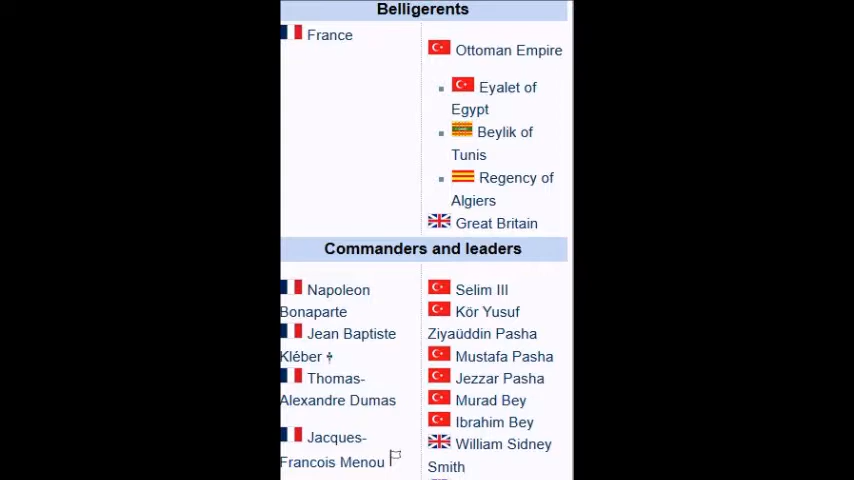 Belligerents
France
Ottoman Empire
Eyalet of
Egypt
Beylik of
Tunis
Regency of
Algiers
Great Britain
Commanders and leaders
Napoleon
Bonaparte
Jean Baptiste
Kléber †
Thomas-
Alexandre Dumas
Jacques-
Francois Menou
Selim III
Kör Yusuf
Ziyaüddin Pasha
Mustafa Pasha
Jezzar Pasha
Murad Bey
Ibrahim Bey
William Sidney
Smith